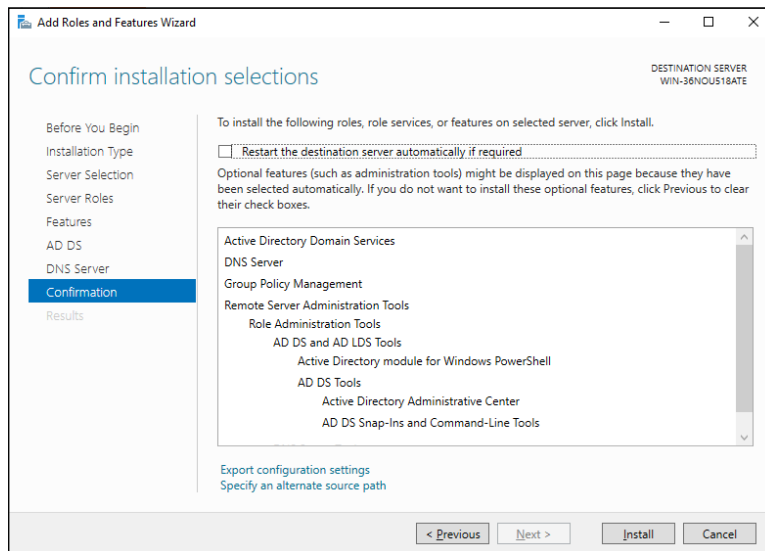 Add Roles and Features Wizard
Confirm installation selections
DESTINATION SERVER
WIN-36NOU518ATE
Before You Begin
Installation Type
Server Selection
Server Roles
Features
AD DS
DNS Server
Confirmation
Results
To install the following roles, role services, or features on selected server, click Install.
Restart the destination server automatically if required
Optional features (such as administration tools) might be displayed on this page because they have
been selected automatically. If you do not want to install these optional features, click Previous to clear
their check boxes.
Active Directory Domain Services
DNS Server
Group Policy Management
Remote Server Administration Tools
Role Administration Tools
AD DS and AD LDS Tools
Active Directory module for Windows PowerShell
AD DS Tools
Active Directory Administrative Center
AD DS Snap-Ins and Command-Line Tools
Export configuration settings
Specify an alternate source path
< Previous
Next >
Install
Cancel